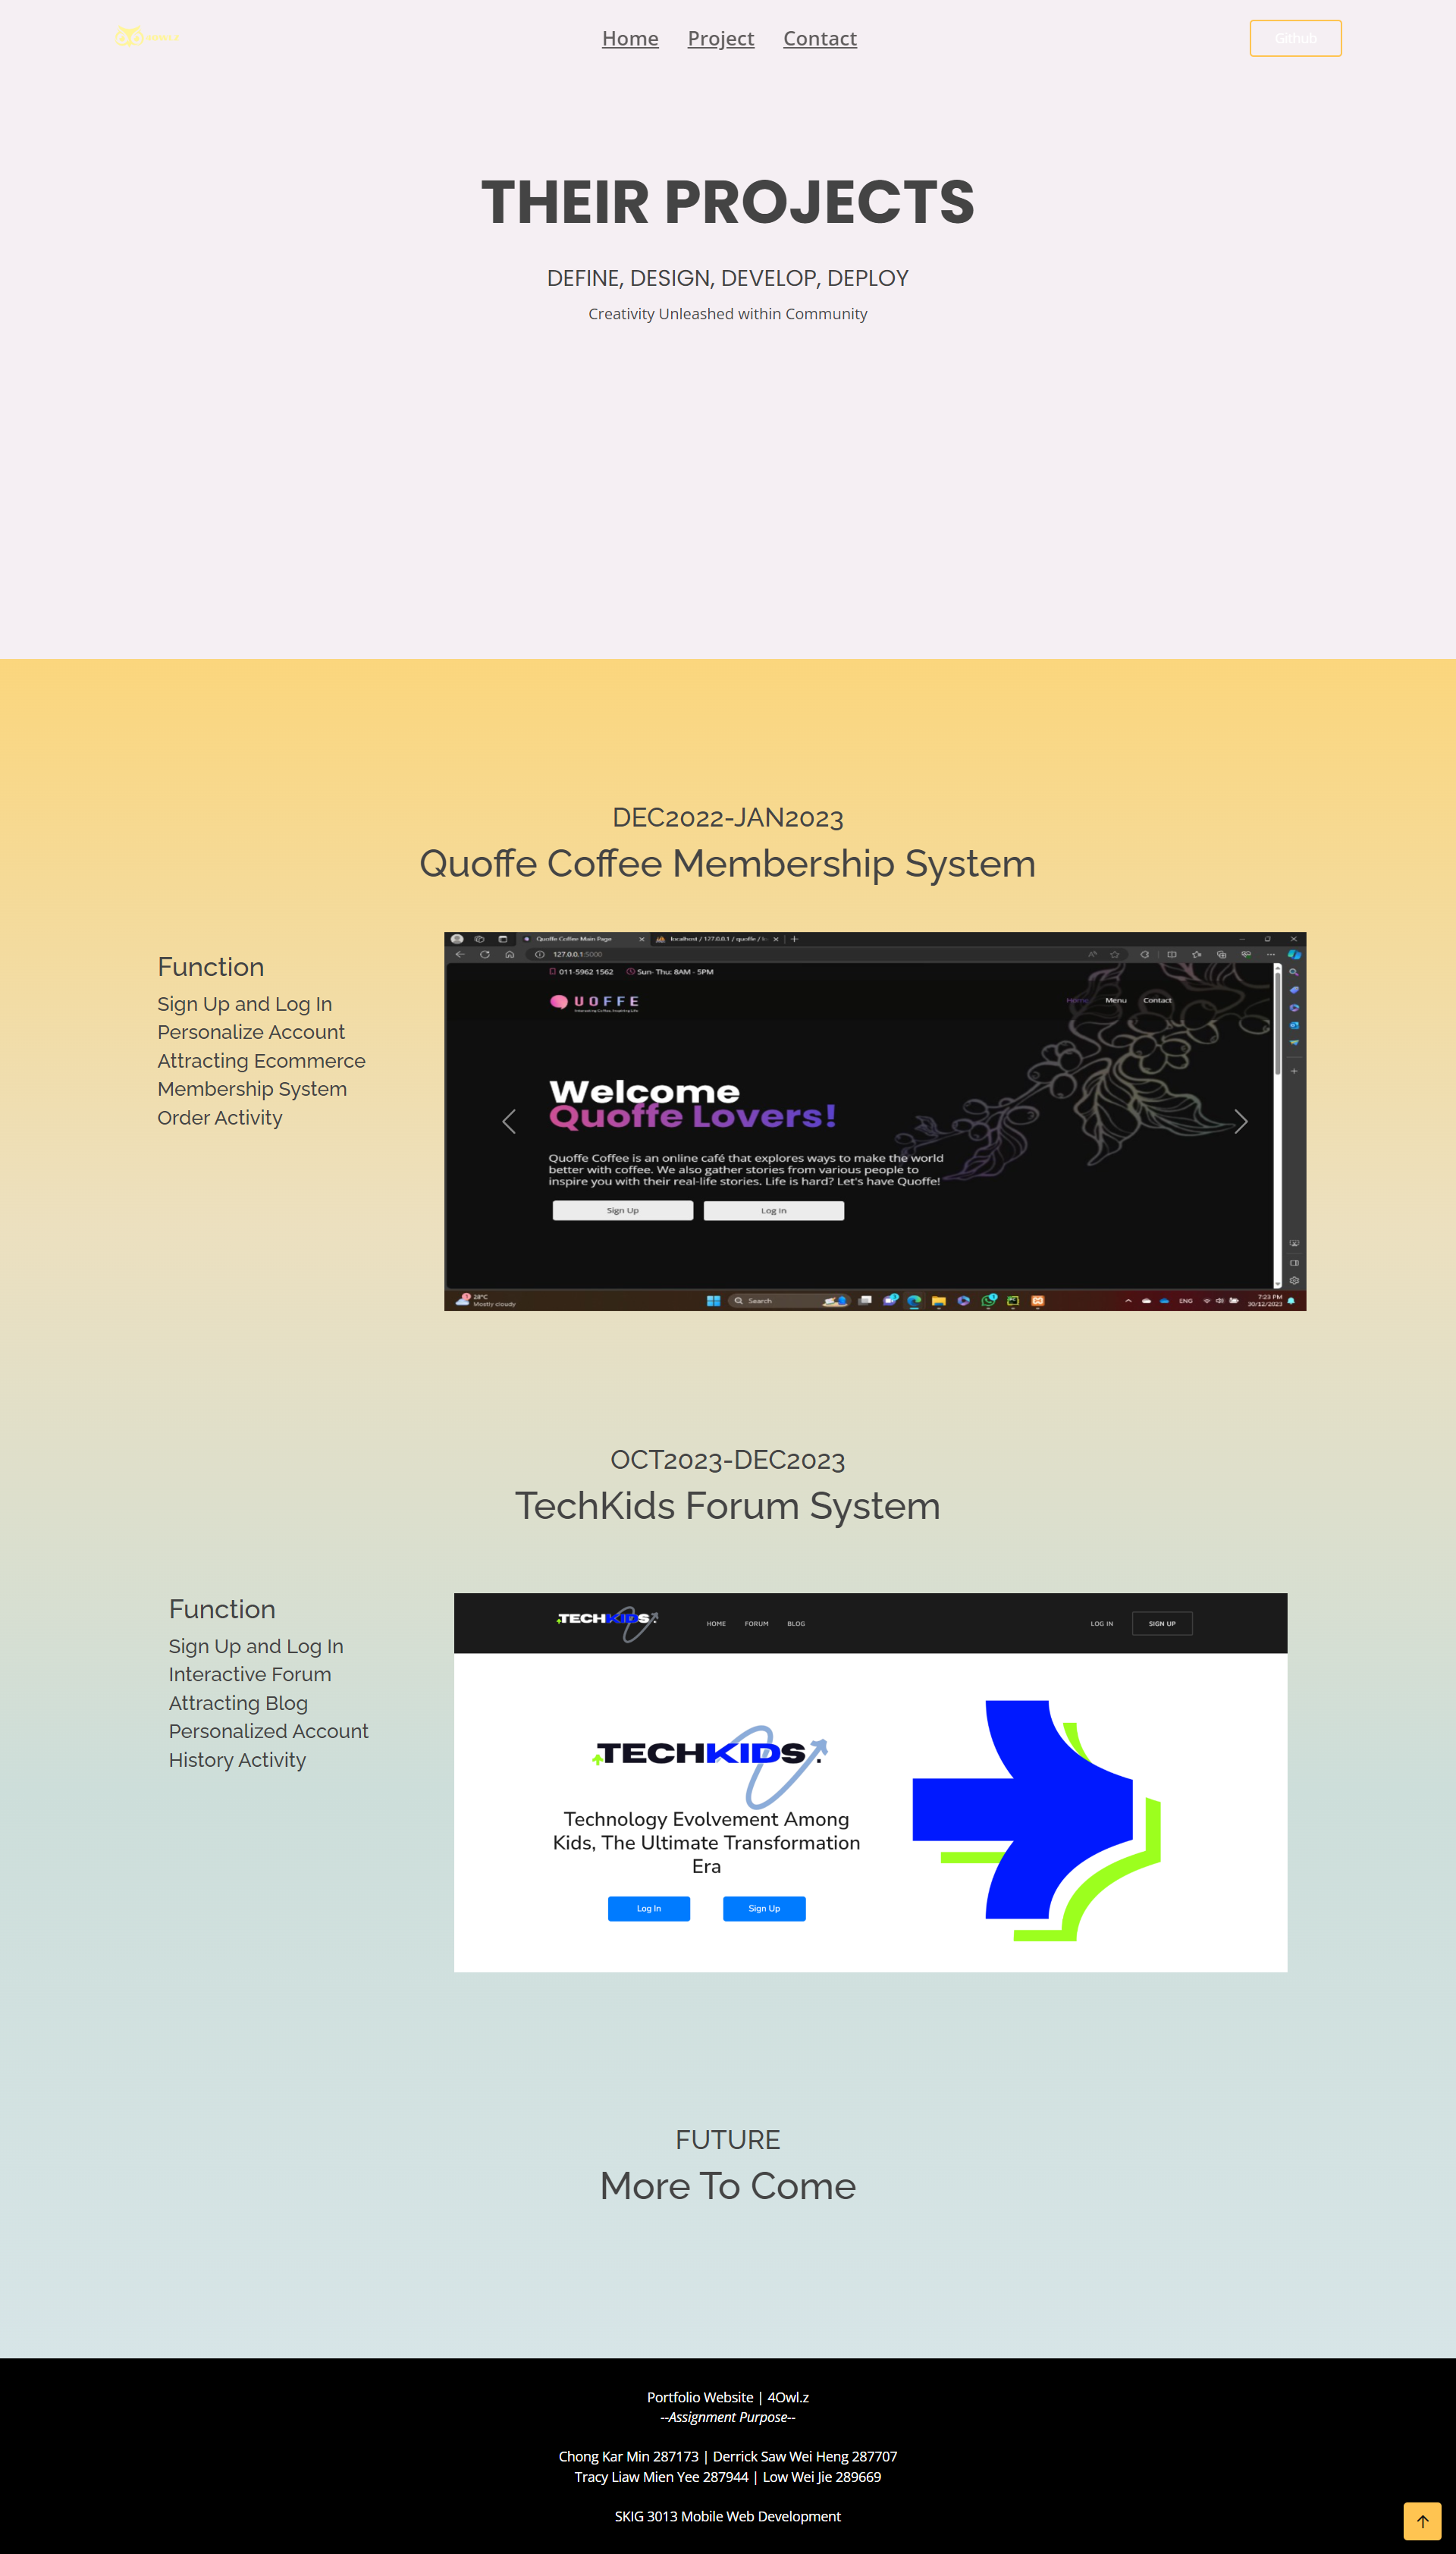 Home Project Contact
Github
THEIR PROJECTS
DEFINE, DESIGN, DEVELOP, DEPLOY
Creativity Unleashed within Community
DEC2022-JAN2023
Quoffe Coffee Membership System
Function
Sign Up and Log In
Personalize Account
Attracting Ecommerce
Membership System
Order Activity
Quoffe Coffee Main Page
localhost / 127.0.0.1 / quoffe /
127.0.0.1:5000
011-5962 1562 Sun- Thu: 8AM - 5PM
UOFFE
Home Menu Contact
Welcome
Quoffe Lovers!
Quoffe Coffee is an online café that explores ways to make the world
better with coffee. We also gather stories from various people to
inspire you with their real-life stories. Life is hard? Let's have Quoffe!
Sign Up Log In
28°C
Mostly cloudy
Search
ENG
7:23 PM
30/12/2023
OCT2023-DEC2023
TechKids Forum System
Function
Sign Up and Log In
Interactive Forum
Attracting Blog
Personalized Account
History Activity
TECHKIDS.
HOME FORUM BLOG
LOG IN SIGN UP
TECHKIDS.
Technology Evolvement Among
Kids, The Ultimate Transformation
Era
Log In Sign Up
FUTURE
More To Come
Portfolio Website | 4Owl.z
--Assignment Purpose--
Chong Kar Min 287173 | Derrick Saw Wei Heng 287707
Tracy Liaw Mien Yee 287944 | Low Wei Jie 289669
SKIG 3013 Mobile Web Development